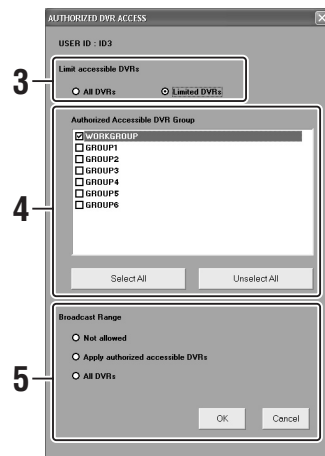 AUTHORIZED DVR ACCESS
USER ID : ID3
3
Limit accessible DVRs
All DVRs Limited DVRs
4
Authorized Accessible DVR Group
WORKGROUP
GROUP1
GROUP2
GROUP3
GROUP4
GROUP5
GROUP6
Select All Unselect All
5
Broadcast Range
Not allowed
Apply authorized accessible DVRs
All DVRs
OK Cancel